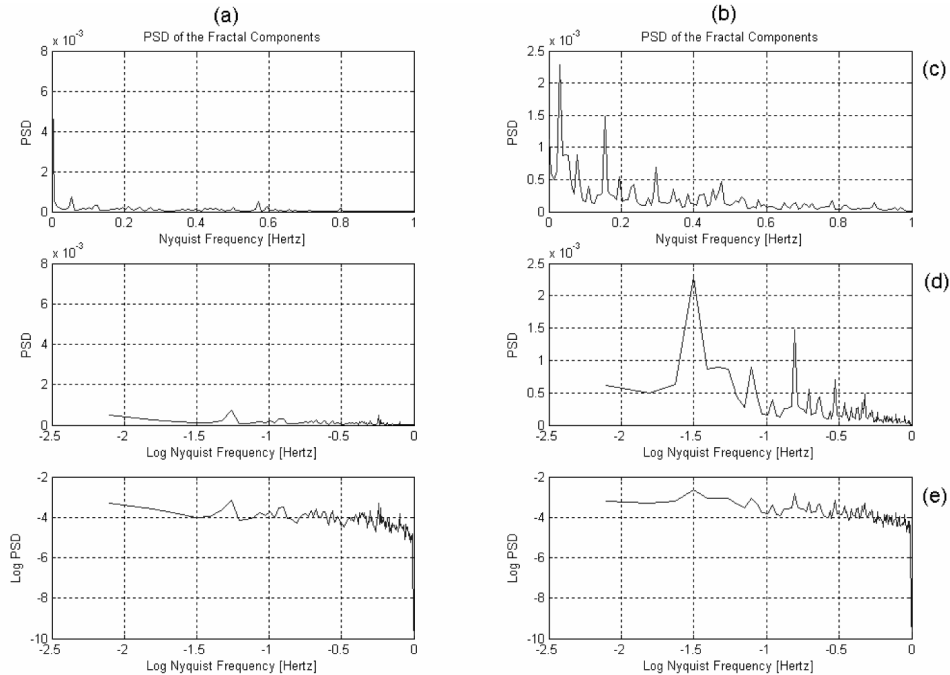 (a)
(b)
PSD of the Fractal Components
PSD of the Fractal Components
(c)
x 10⁻³
8
6
4
2
0
PSD
0 0.2 0.4 0.6 0.8 1
Nyquist Frequency [Hertz]
x 10⁻³
2.5
2
1.5
1
0.5
0
PSD
0 0.2 0.4 0.6 0.8 1
Nyquist Frequency [Hertz]
(d)
x 10⁻³
8
6
4
2
0
PSD
-2.5 -2 -1.5 -1 -0.5 0
Log Nyquist Frequency [Hertz]
x 10⁻³
2.5
2
1.5
1
0.5
0
PSD
-2.5 -2 -1.5 -1 -0.5 0
Log Nyquist Frequency [Hertz]
(e)
-2
-4
-6
-8
-10
Log PSD
-2.5 -2 -1.5 -1 -0.5 0
Log Nyquist Frequency [Hertz]
-2
-4
-6
-8
-10
Log PSD
-2.5 -2 -1.5 -1 -0.5 0
Log Nyquist Frequency [Hertz]